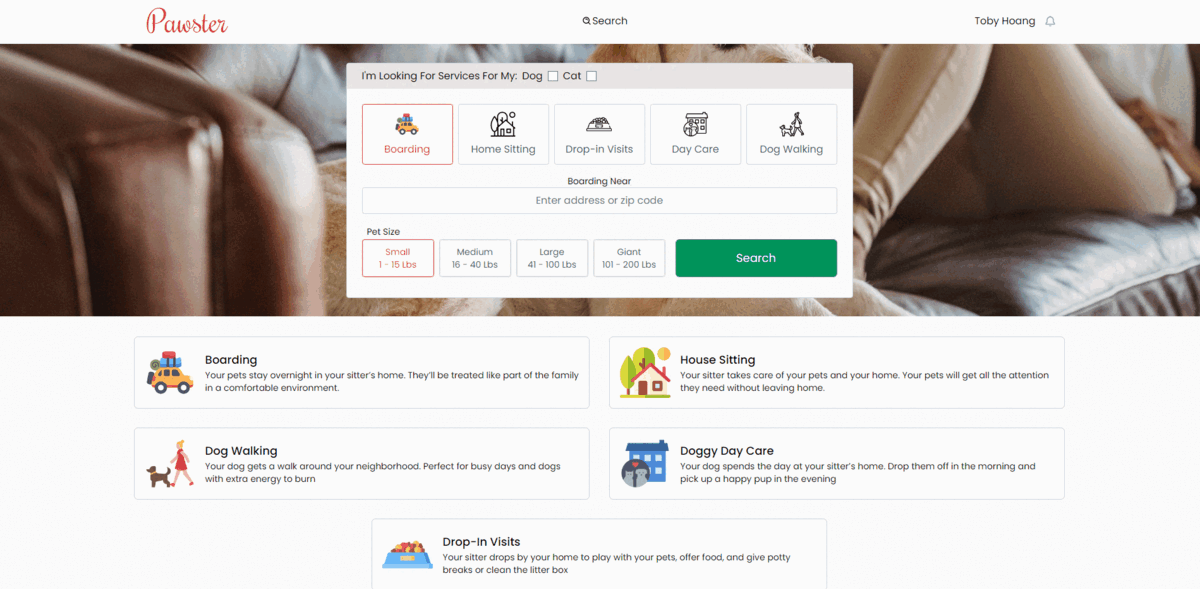 Pawster
Search
Toby Hoang
I'm Looking For Services For My: Dog Cat
Boarding
Home Sitting
Drop-in Visits
Day Care
Dog Walking
Boarding Near
Enter address or zip code
Pet Size
Small
1 - 15 Lbs
Medium
16 - 40 Lbs
Large
41 - 100 Lbs
Giant
101 - 200 Lbs
Search
Boarding
Your pets stay overnight in your sitter's home. They'll be treated like part of the family
in a comfortable environment.
House Sitting
Your sitter takes care of your pets and your home. Your pets will get all the attention
they need without leaving home.
Dog Walking
Your dog gets a walk around your neighborhood. Perfect for busy days and dogs
with extra energy to burn
Doggy Day Care
Your dog spends the day at your sitter's home. Drop them off in the morning and
pick up a happy pup in the evening
Drop-In Visits
Your sitter drops by your home to play with your pets, offer food, and give potty
breaks or clean the litter box